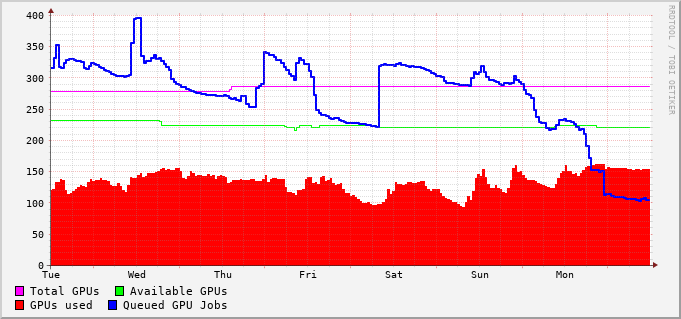 400
350
300
250
200
150
100
50
0
Tue Wed Thu Fri Sat Sun Mon
Total GPUs Available GPUs
GPUs used Queued GPU Jobs
RRDTOOL / TOBI OETIKER